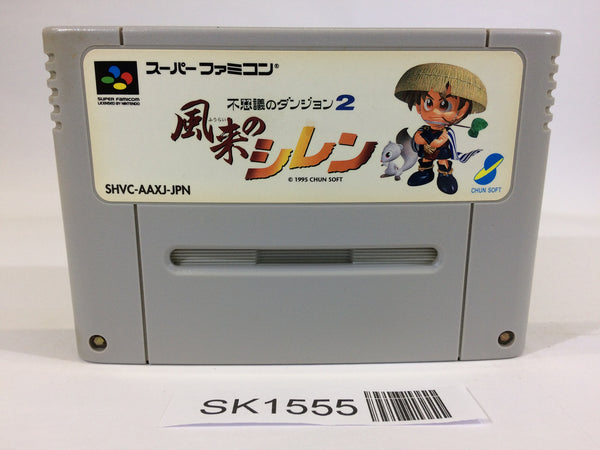 スーパーファミコン®
SUPER FAMICOM
LICENSED BY NINTENDO
不思議のダンジョン2
ふうらい
風来のシレン
© 1995 CHUN SOFT
SHVC-AAXJ-JPN
CHUN SOFT
SK1555